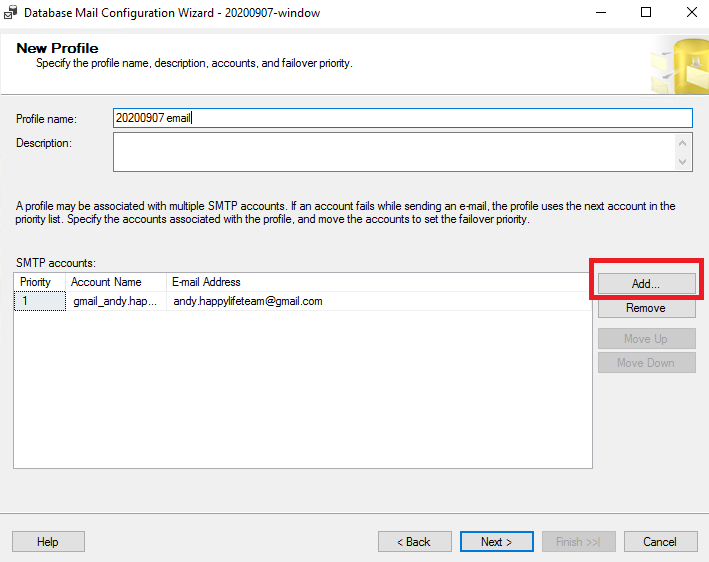 Database Mail Configuration Wizard - 20200907-window
New Profile
Specify the profile name, description, accounts, and failover priority.
Profile name:
20200907 email
Description:
A profile may be associated with multiple SMTP accounts. If an account fails while sending an e-mail, the profile uses the next account in the
priority list. Specify the accounts associated with the profile, and move the accounts to set the failover priority.
SMTP accounts:
Priority Account Name E-mail Address
1 gmail_andy.hap... andy.happylifeteam@gmail.com
Add...
Remove
Move Up
Move Down
Help < Back Next > Finish >>| Cancel